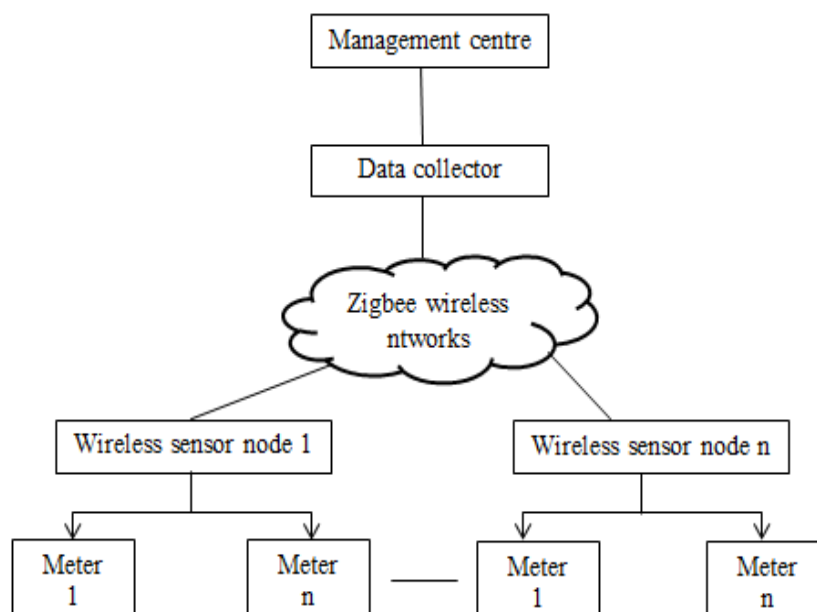 Management centre
Data collector
Zigbee wireless
ntworks
Wireless sensor node 1
Wireless sensor node n
Meter
1
Meter
n
Meter
1
Meter
n